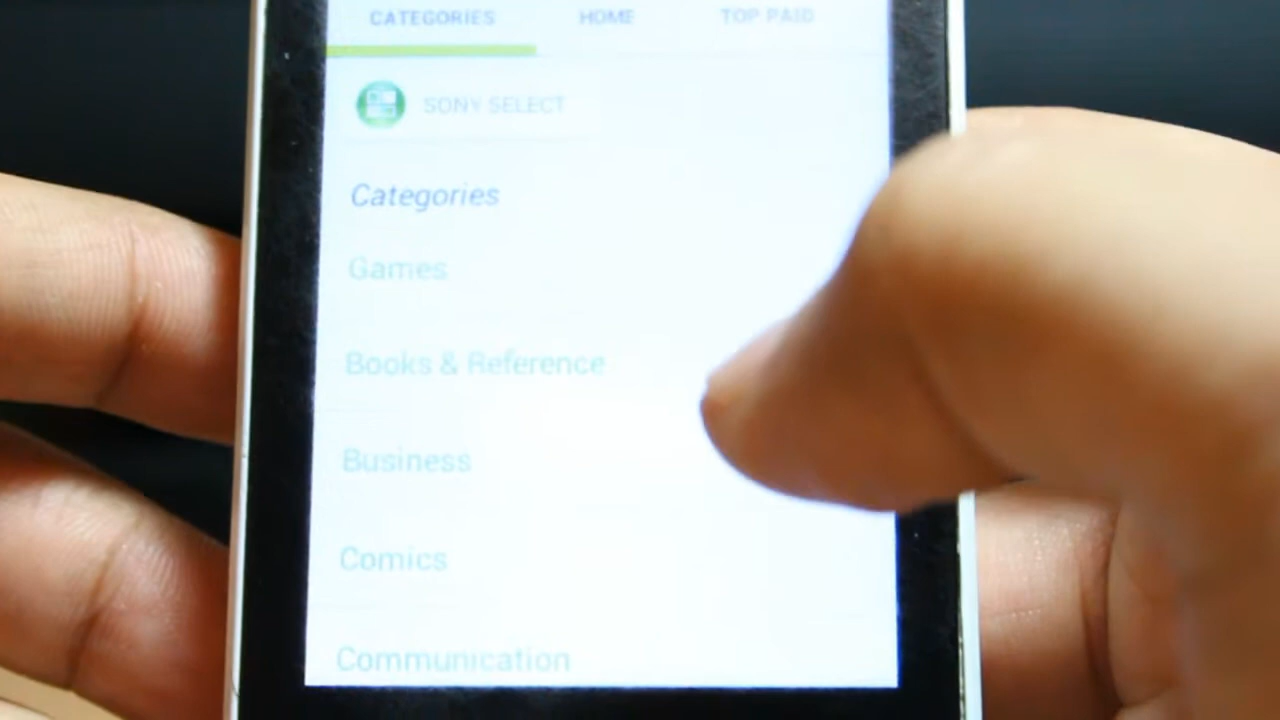 CATEGORIES HOME TOP PAID
SONY SELECT
Categories
Games
Books & Reference
Business
Comics
Communication